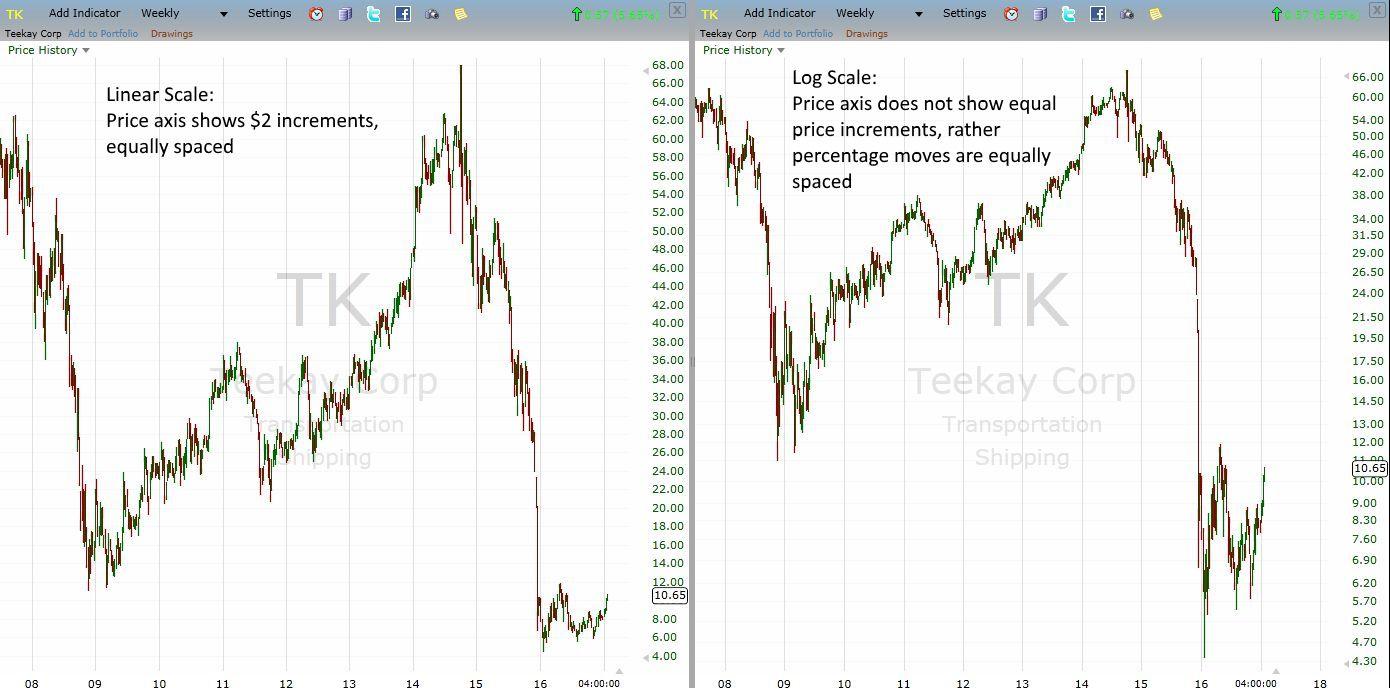 TK Add Indicator Weekly Settings 0.57 (5.65%) X
Teekay Corp Add to Portfolio Drawings
Price History
Linear Scale:
Price axis shows $2 increments,
equally spaced
TK
Teekay Corp
Transportation
Shipping
68.00
66.00
64.00
62.00
60.00
58.00
56.00
54.00
52.00
50.00
48.00
46.00
44.00
42.00
40.00
38.00
36.00
34.00
32.00
30.00
28.00
26.00
24.00
22.00
20.00
18.00
16.00
14.00
12.00
10.65
8.00
6.00
4.00
08 09 10 11 12 13 14 15 16 04:00:00
TK Add Indicator Weekly Settings 0.57 (5.65%) X
Teekay Corp Add to Portfolio Drawings
Price History
Log Scale:
Price axis does not show equal
price increments, rather
percentage moves are equally
spaced
TK
Teekay Corp
Transportation
Shipping
66.00
60.00
54.00
50.00
46.00
42.00
38.00
34.00
31.50
29.00
26.50
24.00
21.50
19.50
17.50
16.00
14.50
13.00
12.00
11.00
10.65
10.00
9.00
8.30
7.60
6.90
6.20
5.70
5.20
4.70
4.30
08 09 10 11 12 13 14 15 16 04:00:00 18